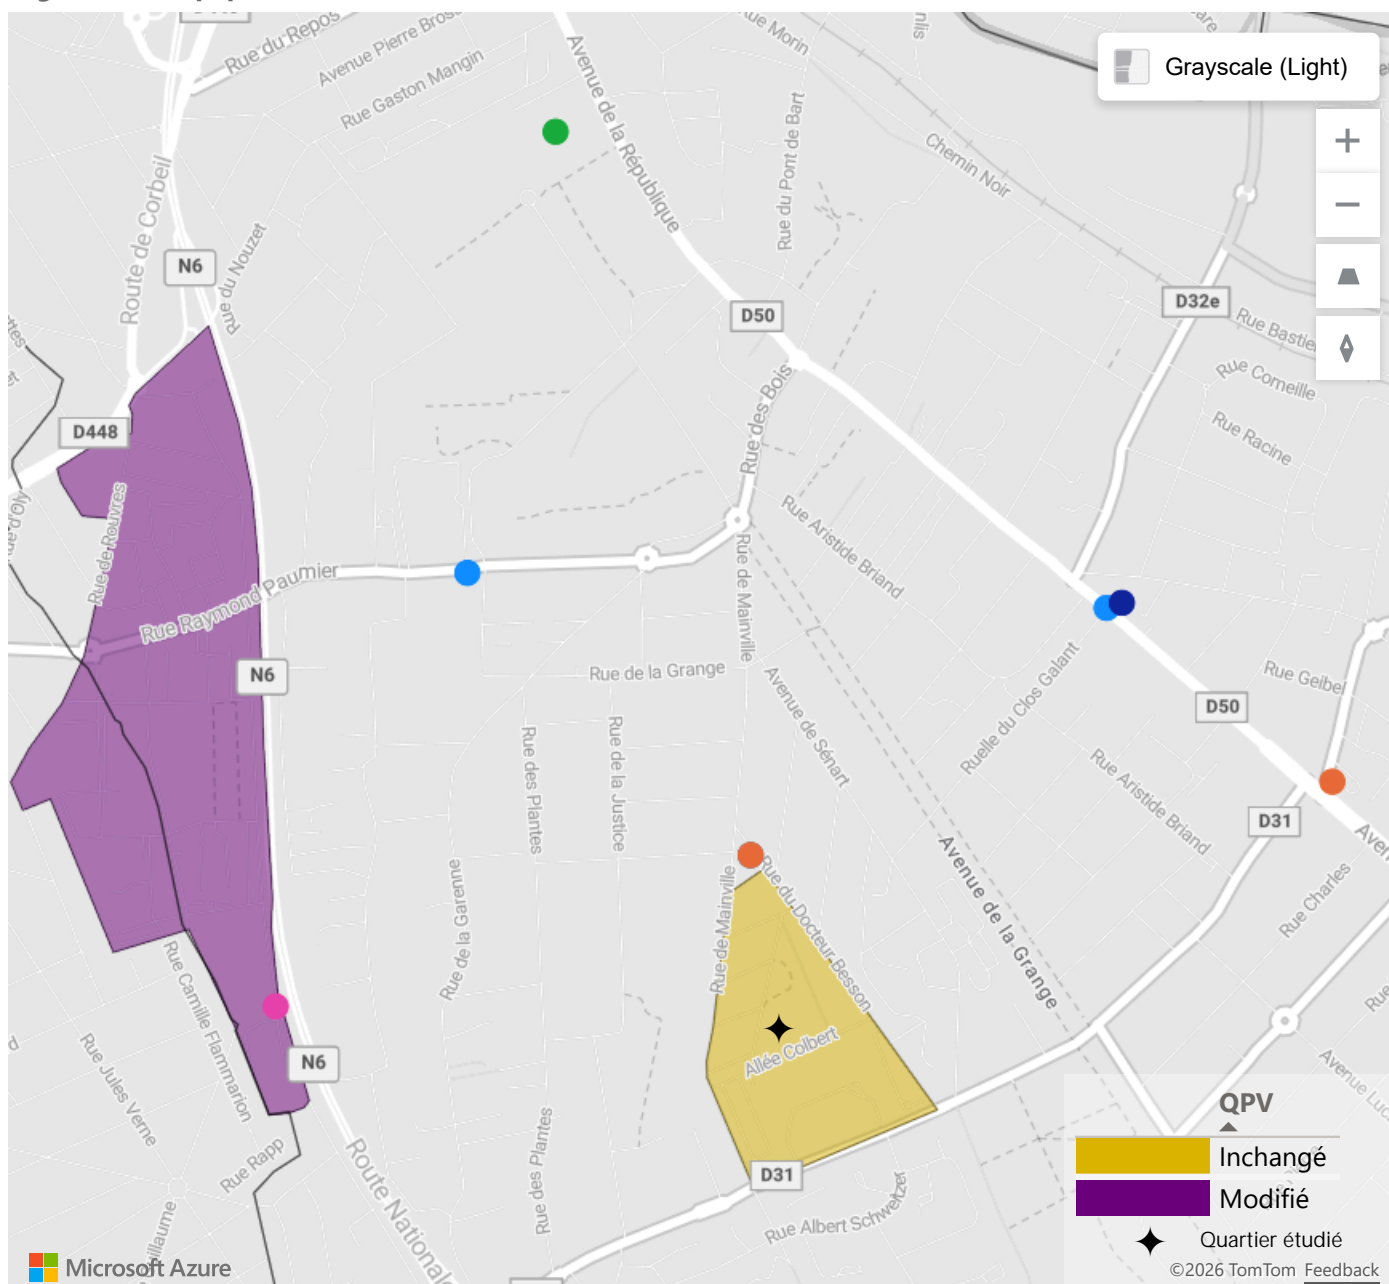 Rue du Repos
Avenue Pierre Bross
Rue Gaston Mangin
Avenue de la République
Rue Morin
Rue du Pont de Bart
Chemin Noir
Grayscale (Light)
Route de Corbeil
N6
Rue du Nouzet
D50
D32e
Rue Bastie
Rue Corneille
Rue Racine
D448
Rue des Bois
Rue de Rouvres
Rue Aristide Briand
Rue Raymond Paumier
Rue de Mainville
N6
Rue de la Grange
Avenue de Sénart
Ruelle du Clos Galant
Rue Geibel
D50
Rue des Plantes
Rue de la Justice
Rue Aristide Briand
D31
Aven
Rue de la Garenne
Rue de Mainville
Rue du Docteur Besson
Avenue de la Grange
Rue Charles
Rue
Rue Camille Flammarion
Allée Colbert
Rue Jules Verne
N6
Avenue Luc
QPV
Inchangé
Modifié
Quartier étudié
Rue Rapp
Route Nationale
Rue des Plantes
D31
Rue Albert Schweitzer
Microsoft Azure
©2026 TomTom Feedback